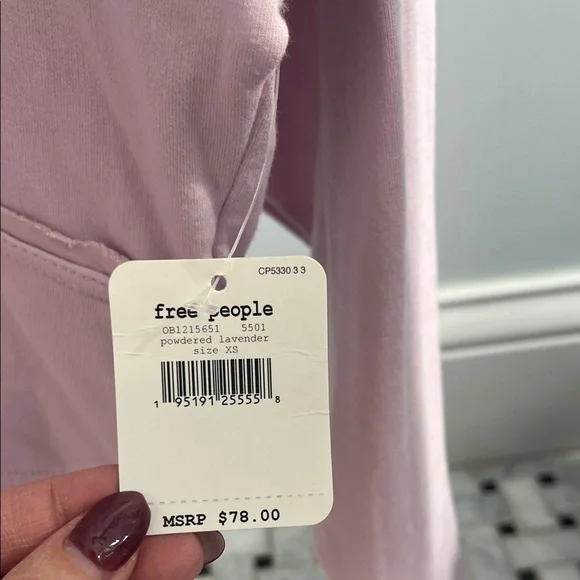 CP5330 3 3
free people
OB1215651 5501
powdered lavender
size XS
1 95191 25555 8
MSRP $78.00